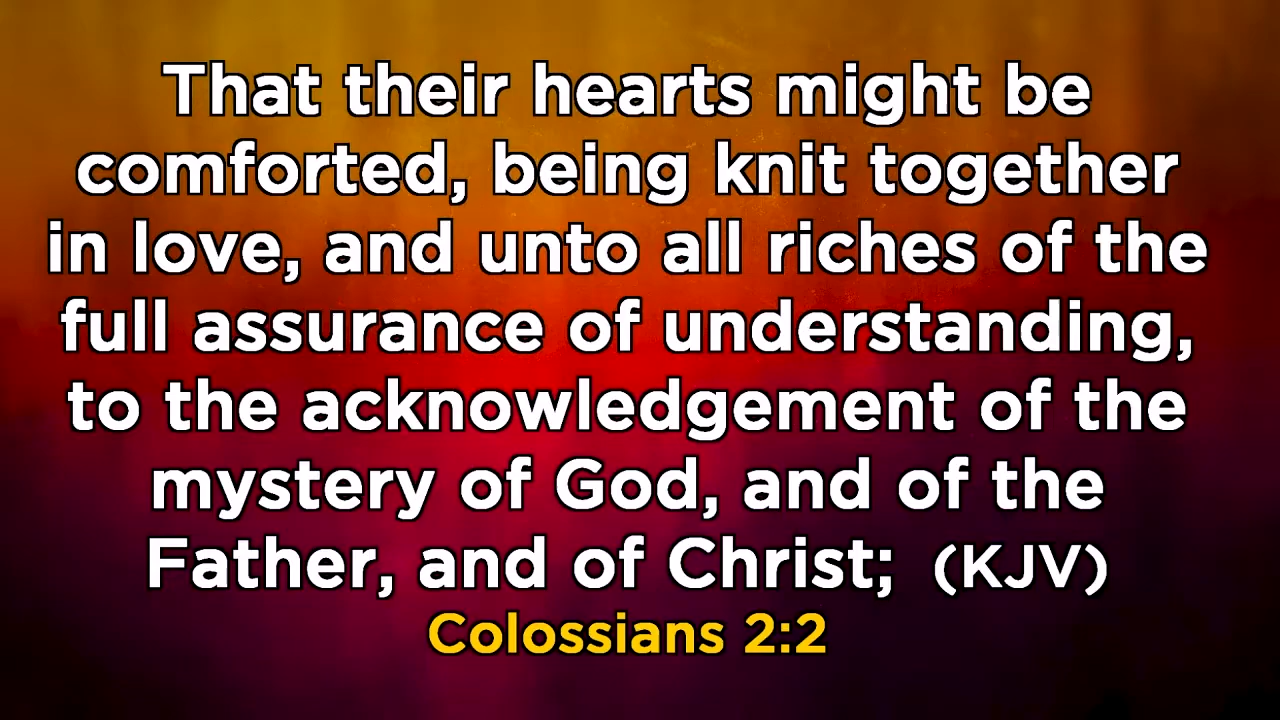 That their hearts might be
comforted, being knit together
in love, and unto all riches of the
full assurance of understanding,
to the acknowledgement of the
mystery of God, and of the
Father, and of Christ; (KJV)
Colossians 2:2